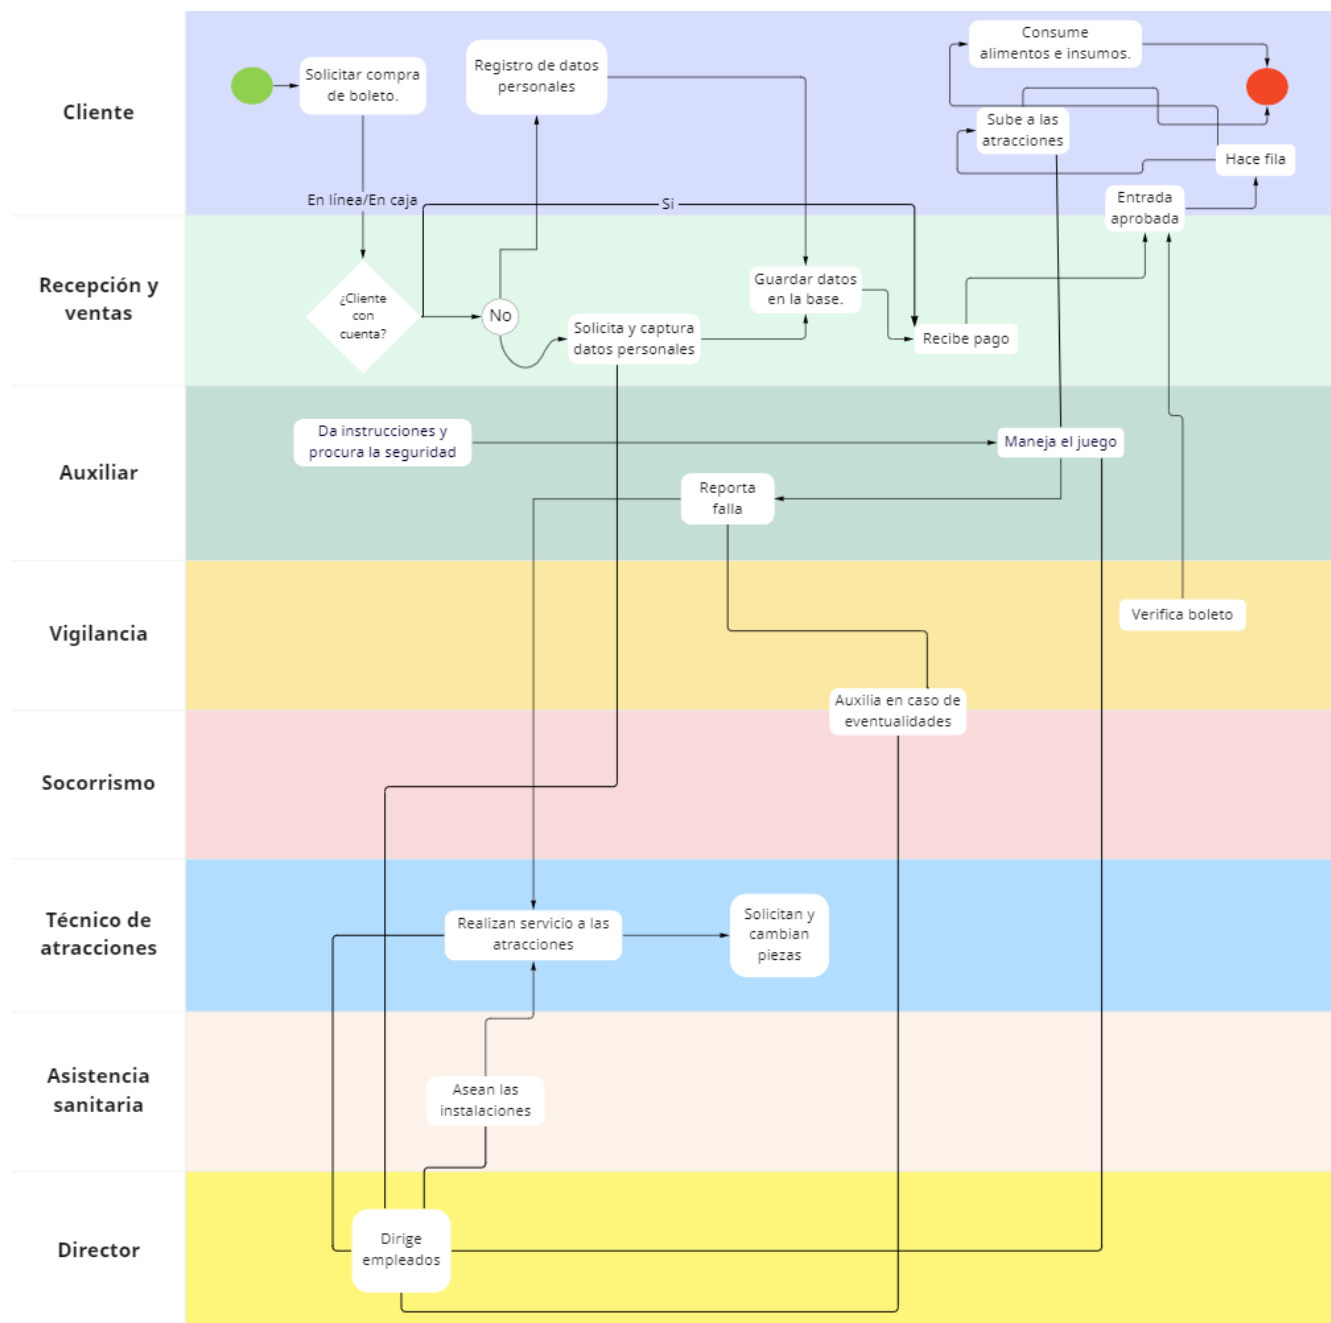 Cliente
Solicitar compra
de boleto.
Registro de datos
personales
Consume
alimentos e insumos.
Sube a las
atracciones
Hace fila
En línea/En caja
Si
Entrada
aprobada
Recepción y
ventas
¿Cliente
con
cuenta?
No
Solicita y captura
datos personales
Guardar datos
en la base.
Recibe pago
Auxiliar
Da instrucciones y
procura la seguridad
Maneja el juego
Reporta
falla
Vigilancia
Verifica boleto
Auxilia en caso de
eventualidades
Socorrismo
Técnico de
atracciones
Realizan servicio a las
atracciones
Solicitan y
cambian
piezas
Asistencia
sanitaria
Asean las
instalaciones
Director
Dirige
empleados